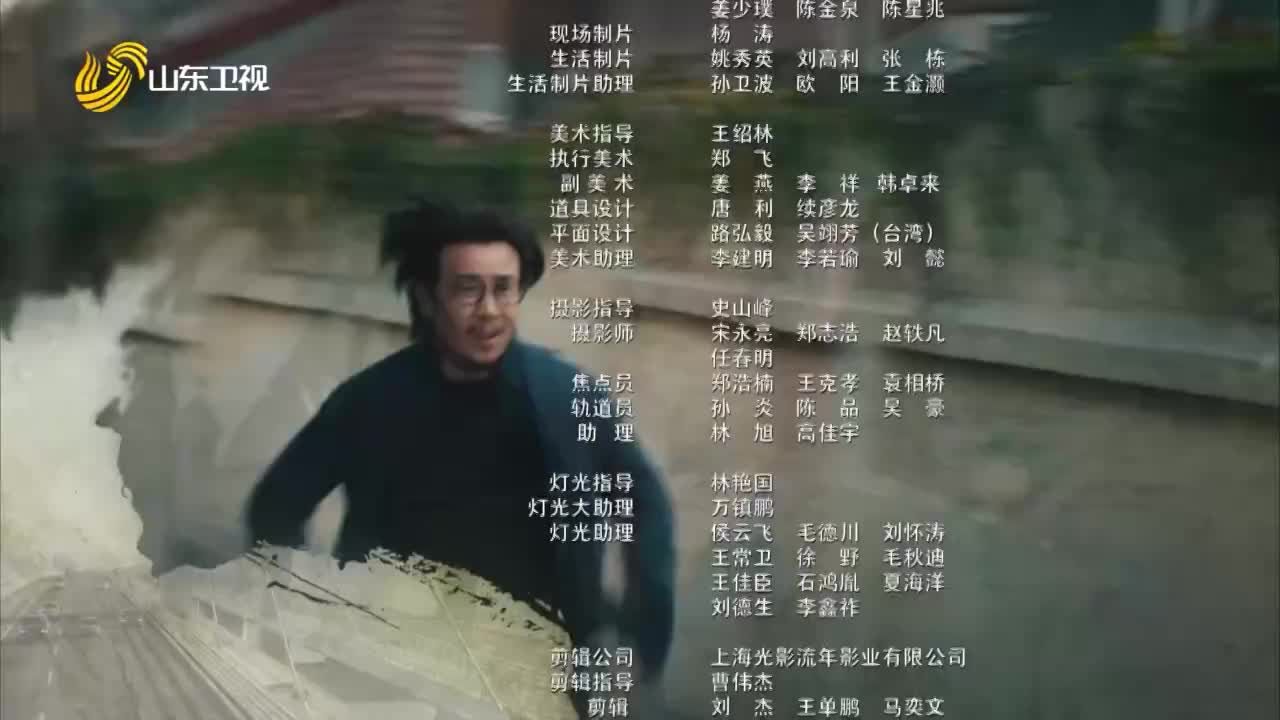 姜少璞 陈金泉 陈星兆
现场制片 杨涛
山东卫视
生活制片 姚秀英 刘高利 张栋
生活制片助理 孙卫波 欧阳 王金灏
美术指导 王绍林
执行美术 郑飞
副美术 姜燕 李祥 韩卓来
道具设计 唐利 续彦龙
平面设计 路弘毅 吴翊芳（台湾）
美术助理 李建明 李若瑜 刘懿
摄影指导 史山峰
摄影师 宋永亮 郑志浩 赵轶凡
任春明
焦点员 郑浩楠 王克孝 袁相桥
轨道员 孙炎 陈品 吴豪
助理 林旭 高佳宇
灯光指导 林艳国
灯光大助理 万镇鹏
灯光助理 侯云飞 毛德川 刘怀涛
王常卫 徐野 毛秋迪
王佳臣 石鸿胤 夏海洋
刘德生 李鑫祚
剪辑公司 上海光影流年影业有限公司
剪辑指导 曹伟杰
剪辑 刘杰 王单鹏 马奕文